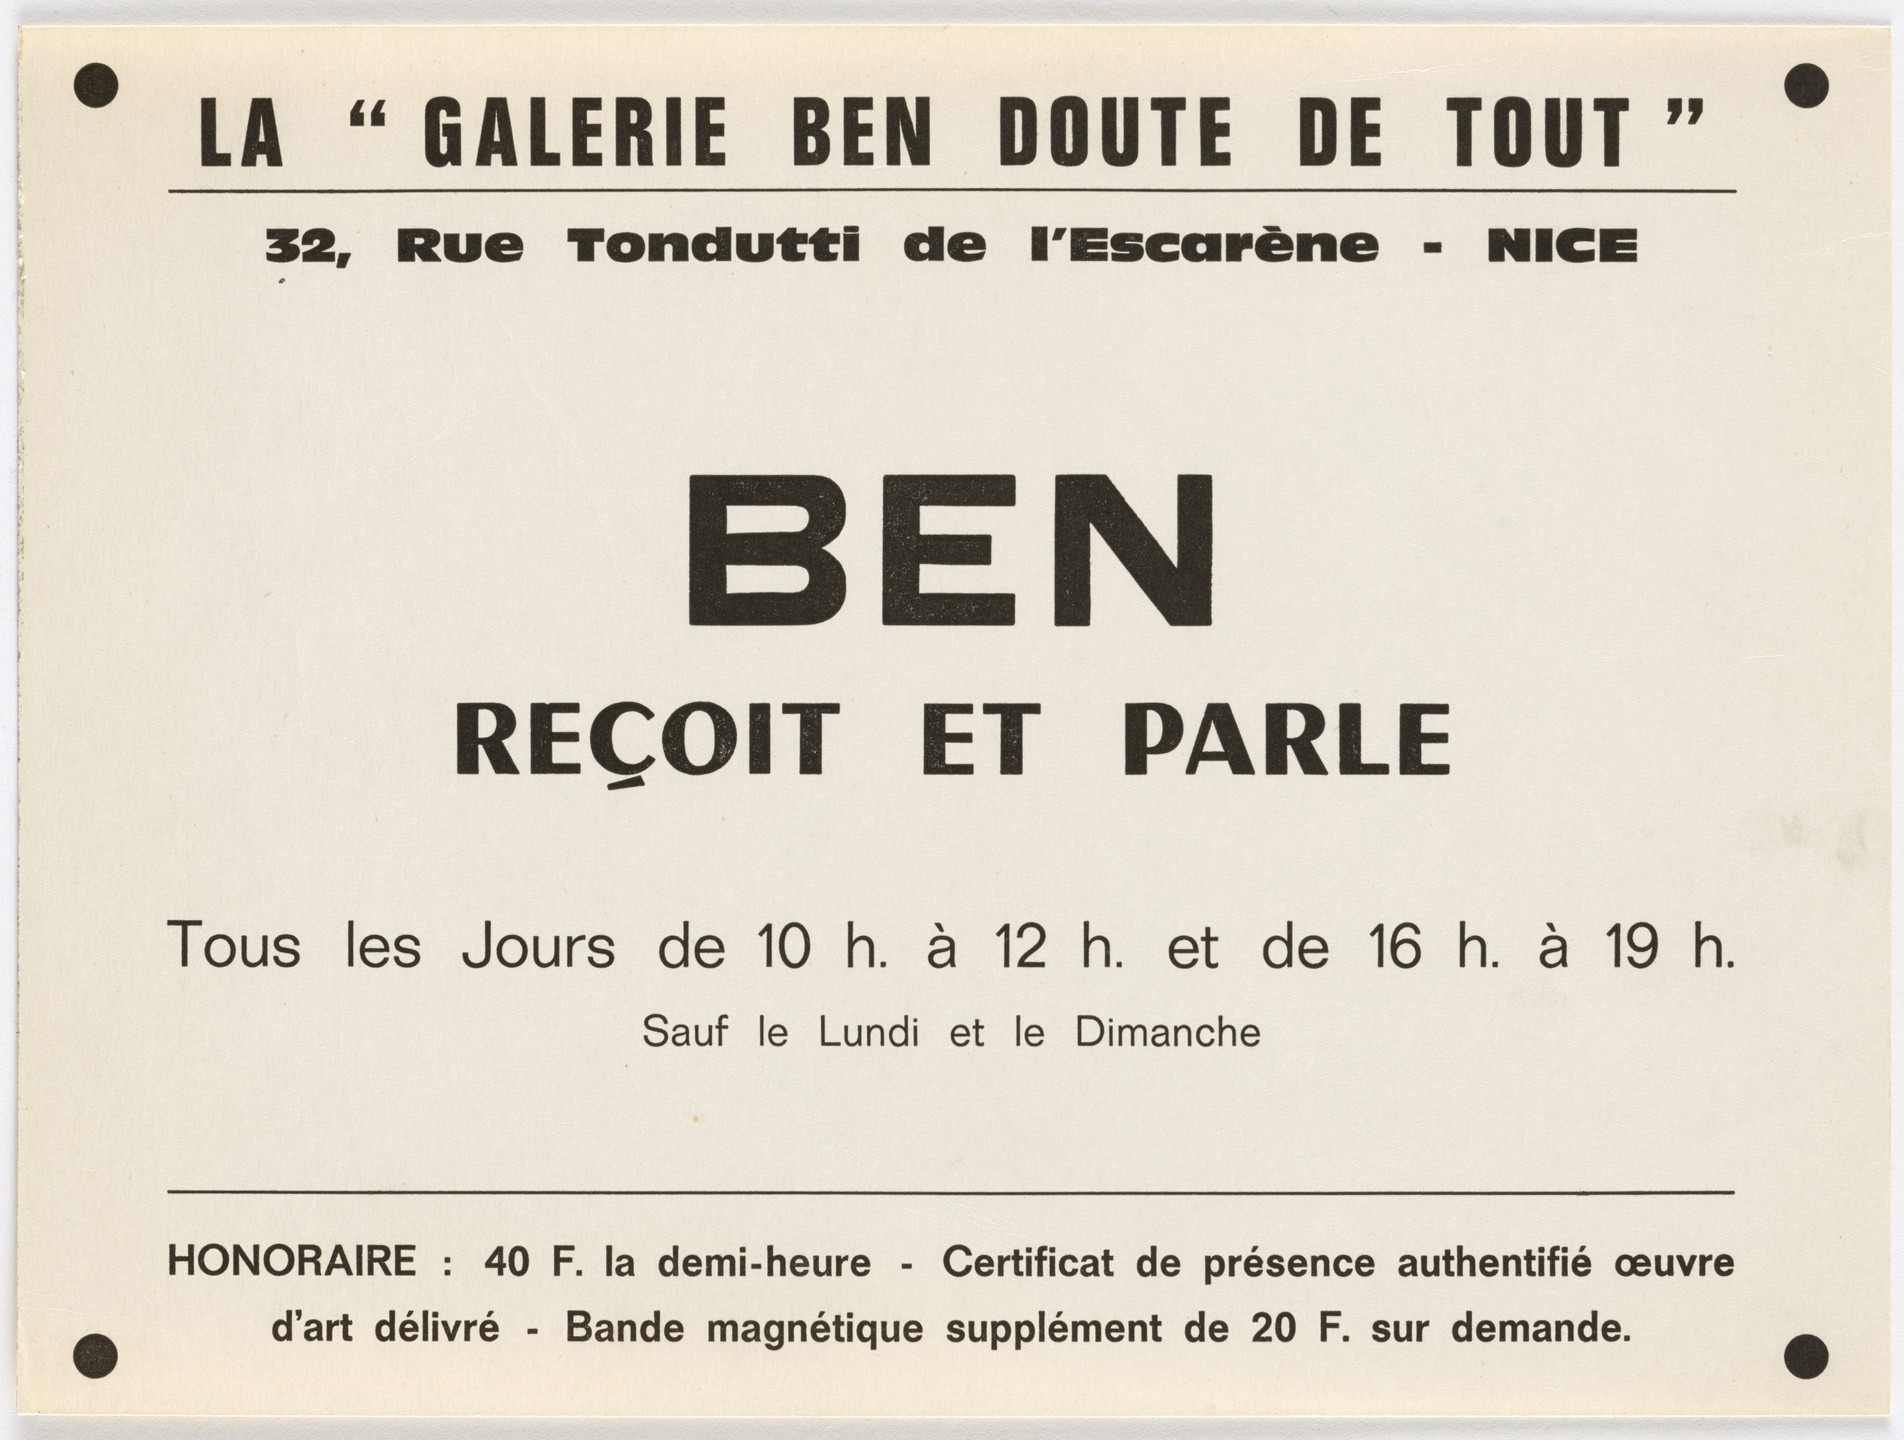 LA “ GALERIE BEN DOUTE DE TOUT ”
32, Rue Tondutti de l'Escarène - NICE
BEN
REÇOIT ET PARLE
Tous les Jours de 10 h. à 12 h. et de 16 h. à 19 h.
Sauf le Lundi et le Dimanche
HONORAIRE : 40 F. la demi-heure - Certificat de présence authentifié œuvre
d'art délivré - Bande magnétique supplément de 20 F. sur demande.